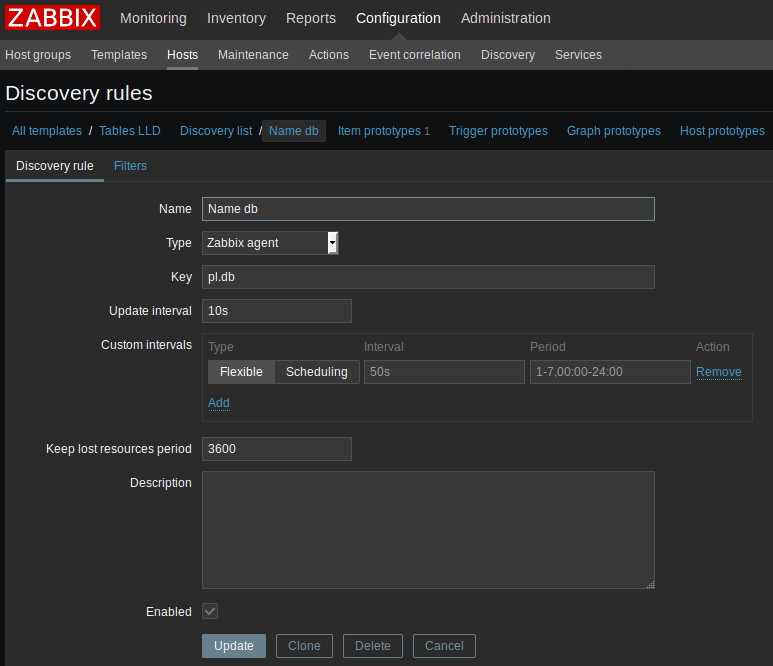 ZABBIX Monitoring Inventory Reports Configuration Administration
Host groups Templates Hosts Maintenance Actions Event correlation Discovery Services
Discovery rules
All templates / Tables LLD Discovery list / Name db Item prototypes 1 Trigger prototypes Graph prototypes Host prototypes
Discovery rule Filters
Name Name db
Type Zabbix agent
Key pl.db
Update interval 10s
Custom intervals Type Interval Period Action
Flexible Scheduling 50s 1-7,00:00-24:00 Remove
Add
Keep lost resources period 3600
Description
Enabled
Update Clone Delete Cancel